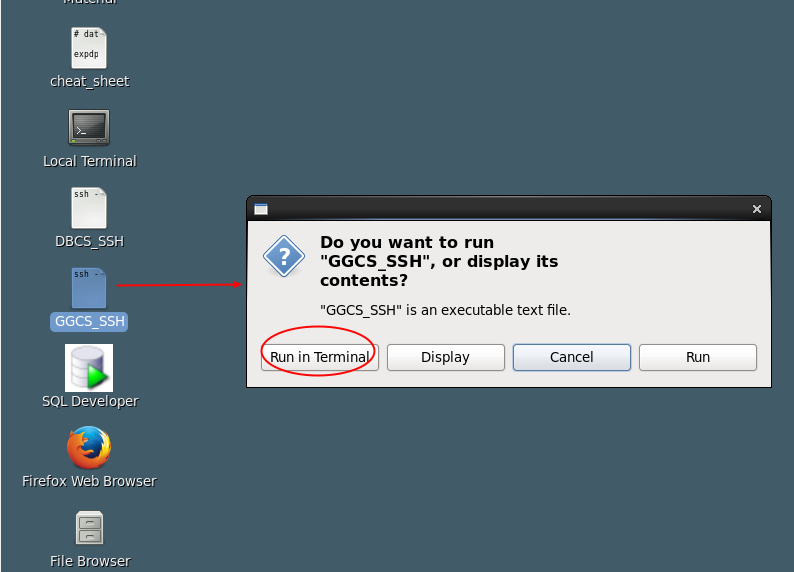 Material
# dat
expdp
cheat_sheet
>_
Local Terminal
ssh -
DBCS_SSH
ssh -
GGCS_SSH
SQL Developer
Firefox Web Browser
File Browser
Do you want to run
"GGCS_SSH", or display its
contents?
"GGCS_SSH" is an executable text file.
Run in Terminal
Display
Cancel
Run